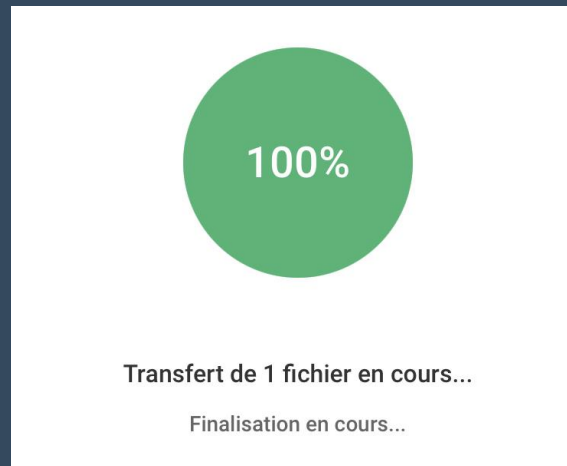 100%
Transfert de 1 fichier en cours...
Finalisation en cours...